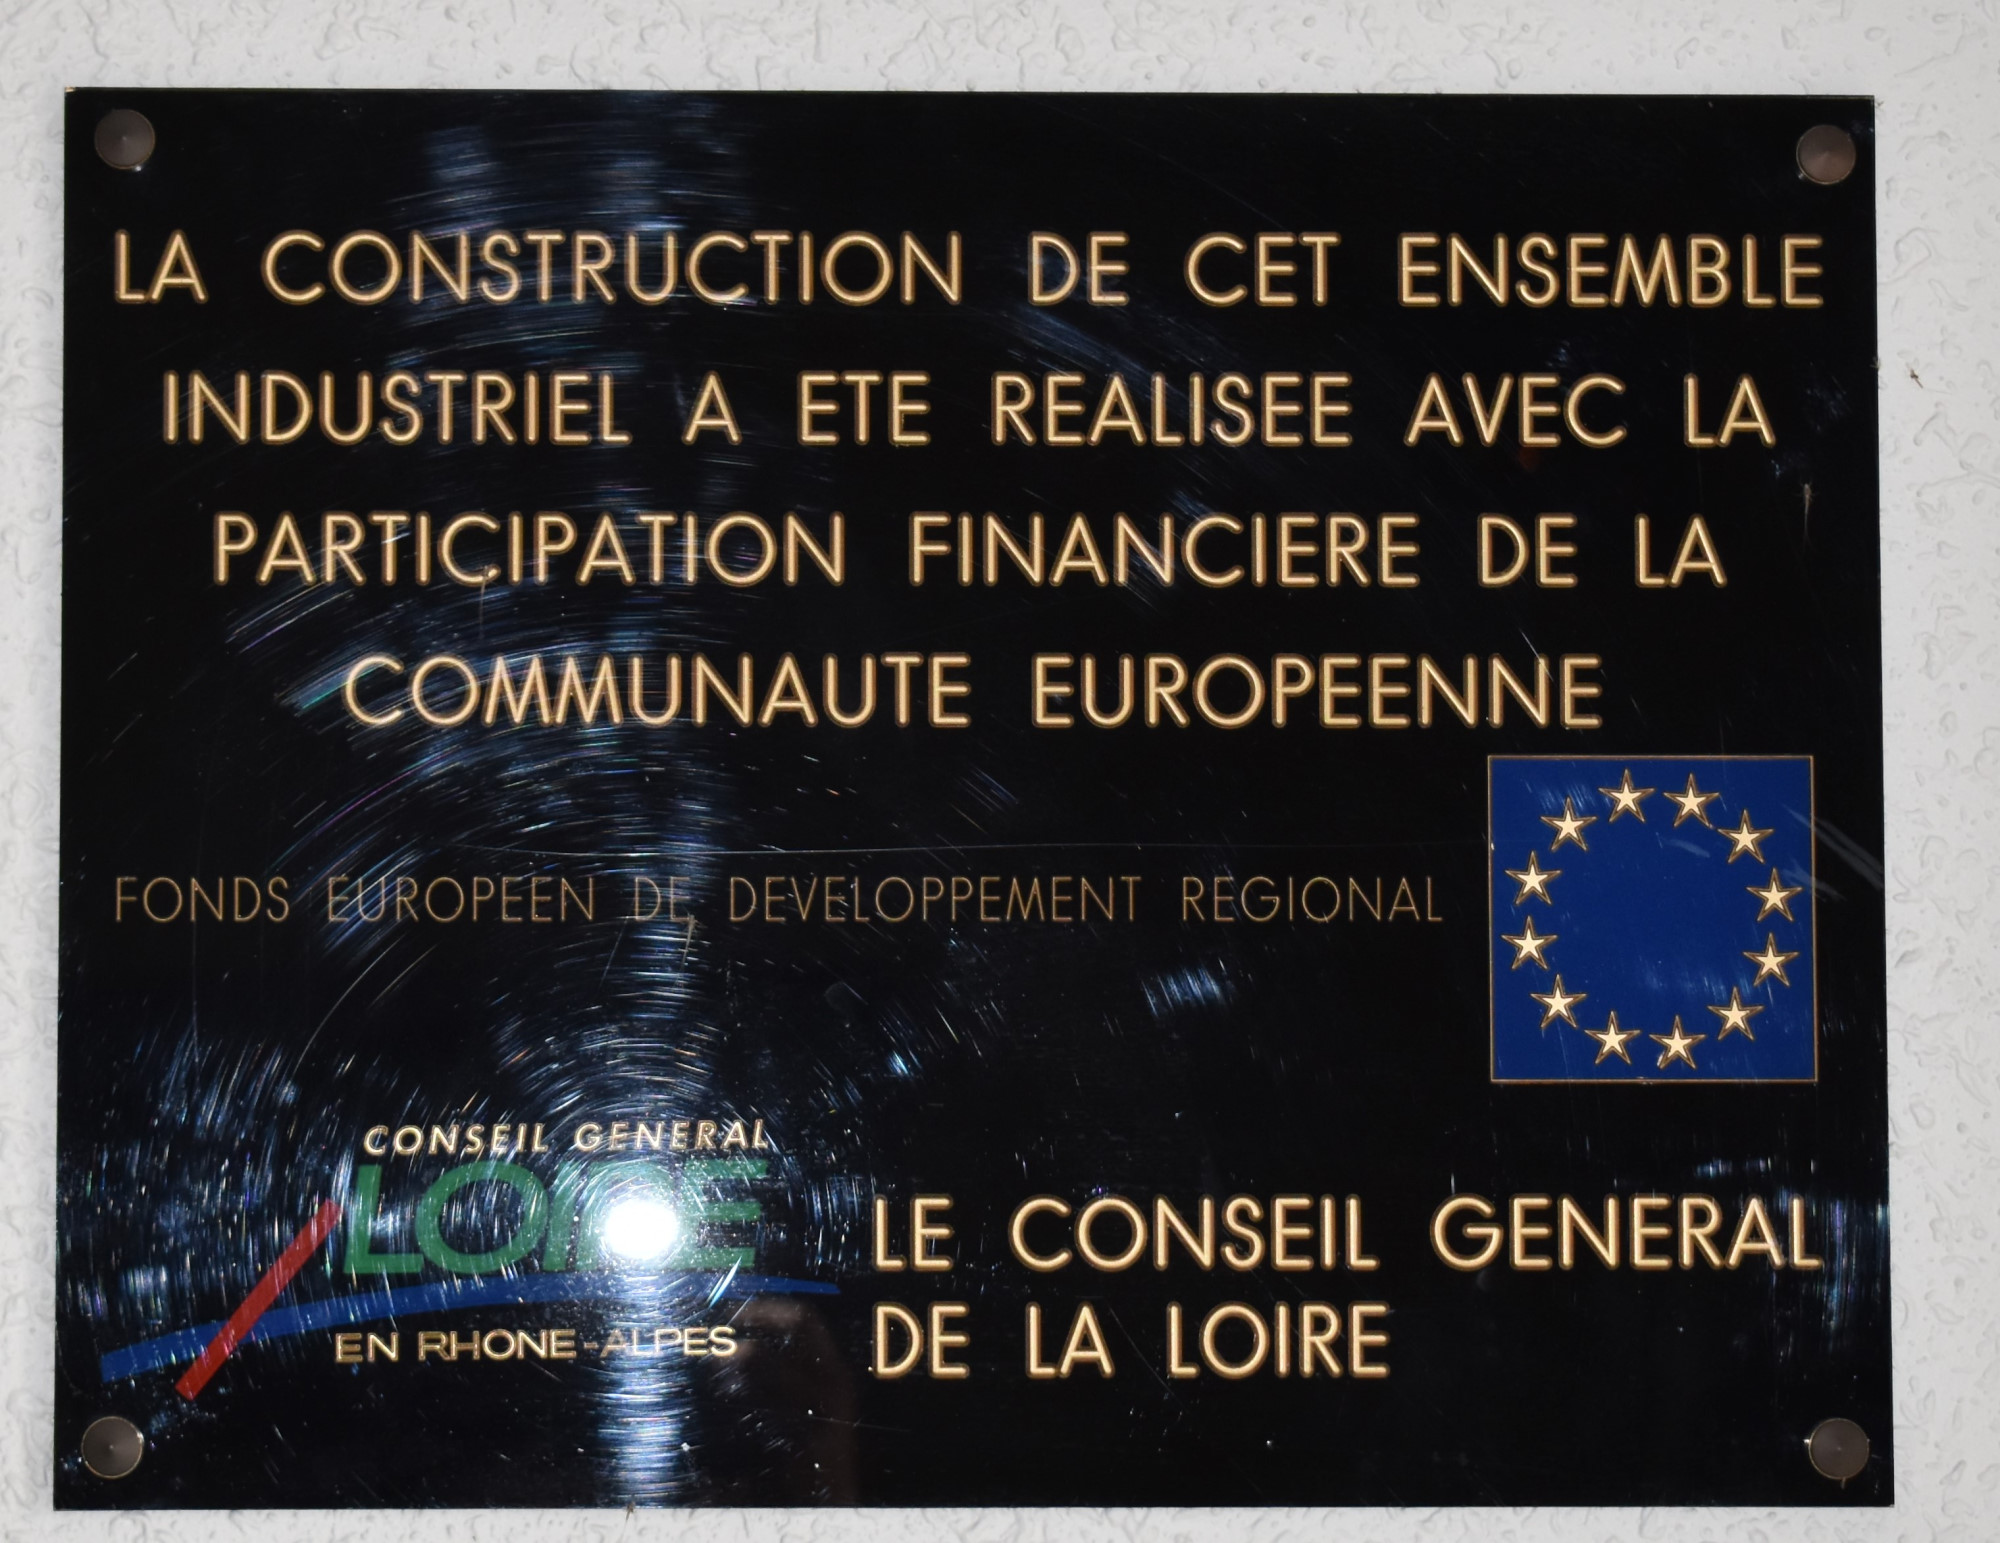 LA CONSTRUCTION DE CET ENSEMBLE
INDUSTRIEL A ETE REALISEE AVEC LA
PARTICIPATION FINANCIERE DE LA
COMMUNAUTE EUROPEENNE
FONDS EUROPEEN DE DEVELOPPEMENT REGIONAL
CONSEIL GENERAL
LOIRE
EN RHONE-ALPES
LE CONSEIL GENERAL
DE LA LOIRE